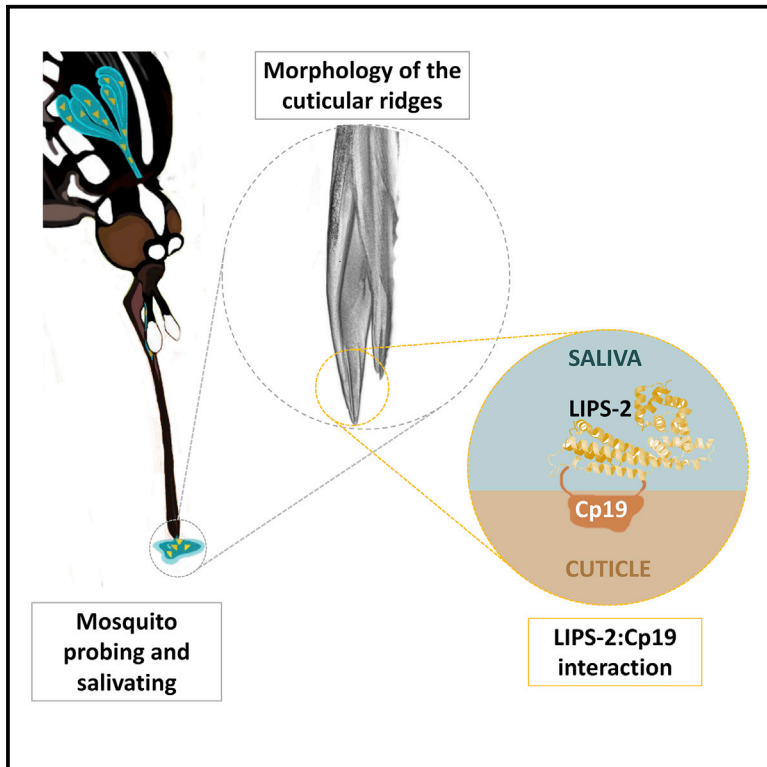 Morphology of the
cuticular ridges
SALIVA
LIPS-2
Cp19
CUTICLE
Mosquito
probing and
salivating
LIPS-2:Cp19
interaction